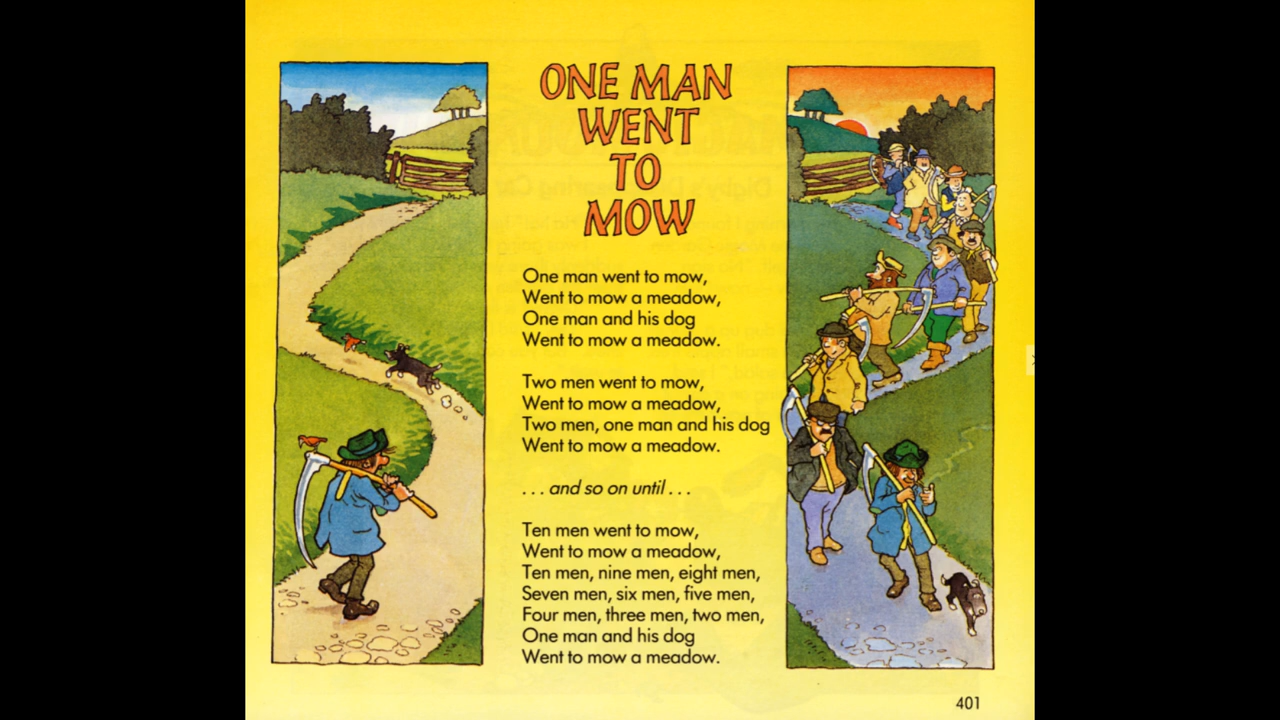 ONE MAN
WENT
TO
MOW
One man went to mow,
Went to mow a meadow,
One man and his dog
Went to mow a meadow.
Two men went to mow,
Went to mow a meadow,
Two men, one man and his dog
Went to mow a meadow.
. . . and so on until . . .
Ten men went to mow,
Went to mow a meadow,
Ten men, nine men, eight men,
Seven men, six men, five men,
Four men, three men, two men,
One man and his dog
Went to mow a meadow.
401